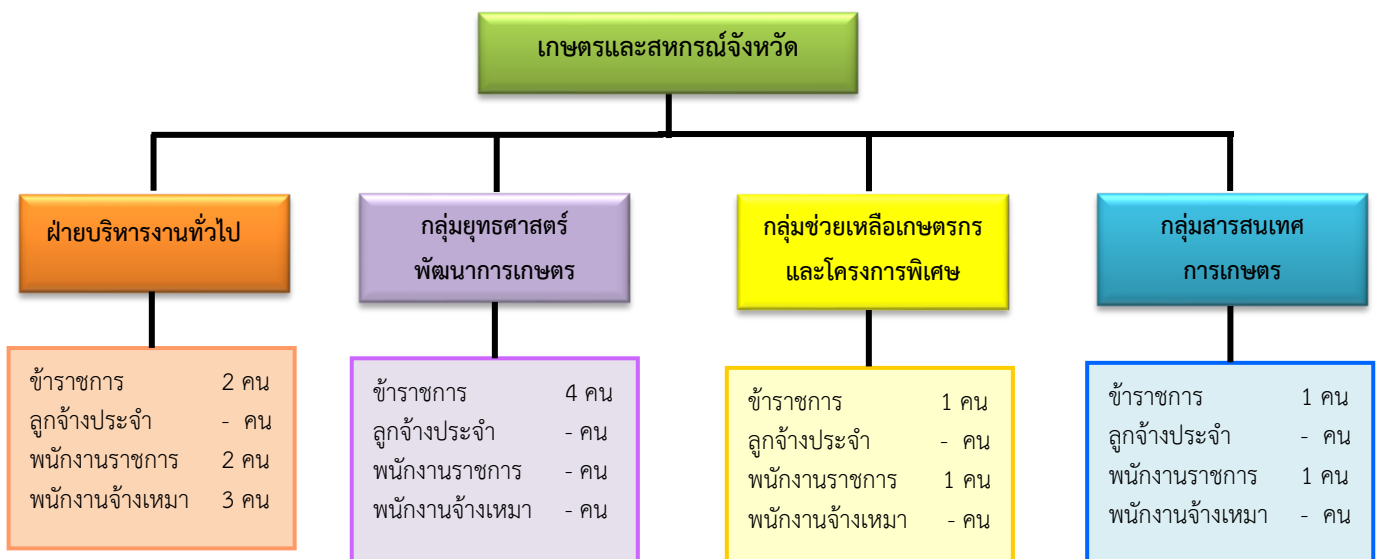 เกษตรและสหกรณ์จังหวัด
ฝ่ายบริหารงานทั่วไป
ข้าราชการ 2 คน
ลูกจ้างประจำ - คน
พนักงานราชการ 2 คน
พนักงานจ้างเหมา 3 คน
กลุ่มยุทธศาสตร์
พัฒนาการเกษตร
ข้าราชการ 4 คน
ลูกจ้างประจำ - คน
พนักงานราชการ - คน
พนักงานจ้างเหมา - คน
กลุ่มช่วยเหลือเกษตรกร
และโครงการพิเศษ
ข้าราชการ 1 คน
ลูกจ้างประจำ - คน
พนักงานราชการ 1 คน
พนักงานจ้างเหมา - คน
กลุ่มสารสนเทศ
การเกษตร
ข้าราชการ 1 คน
ลูกจ้างประจำ - คน
พนักงานราชการ 1 คน
พนักงานจ้างเหมา - คน